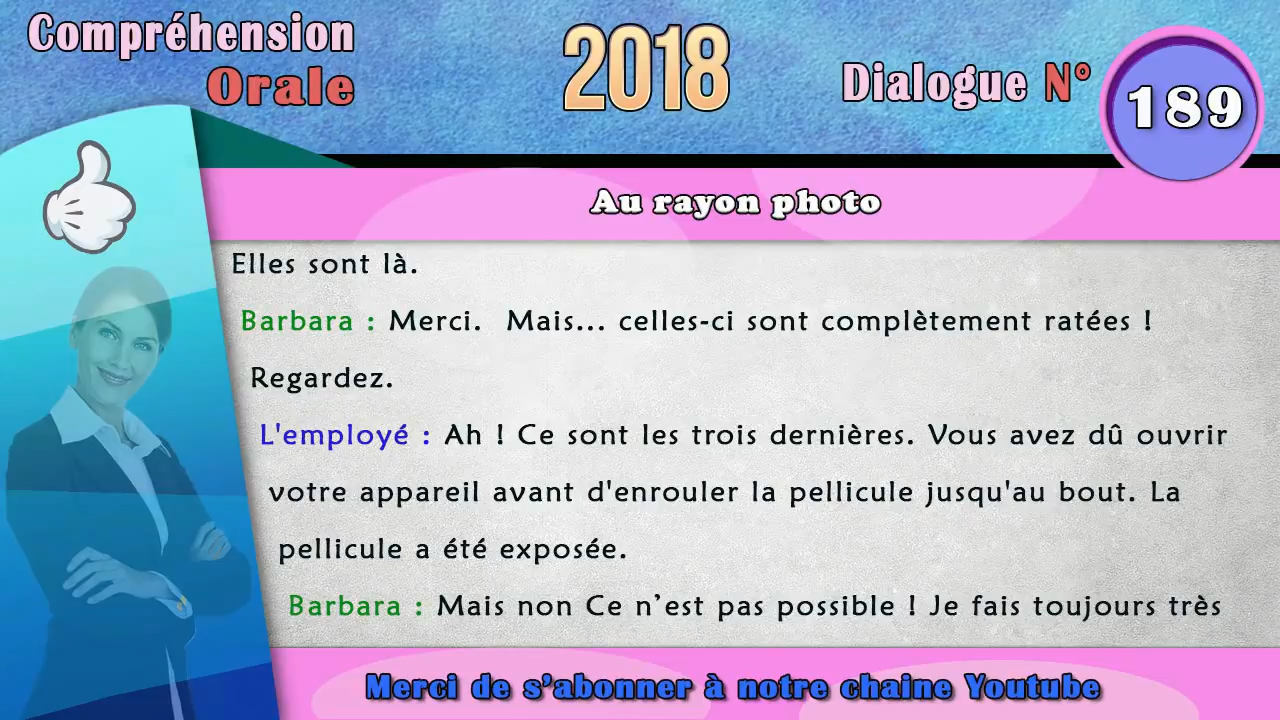 Compréhension
Orale
2018
Dialogue N°
189
Au rayon photo
Elles sont là.
Barbara : Merci. Mais... celles-ci sont complètement ratées !
Regardez.
L'employé : Ah ! Ce sont les trois dernières. Vous avez dû ouvrir
votre appareil avant d'enrouler la pellicule jusqu'au bout. La
pellicule a été exposée.
Barbara : Mais non Ce n’est pas possible ! Je fais toujours très
Merci de s’abonner à notre chaine Youtube